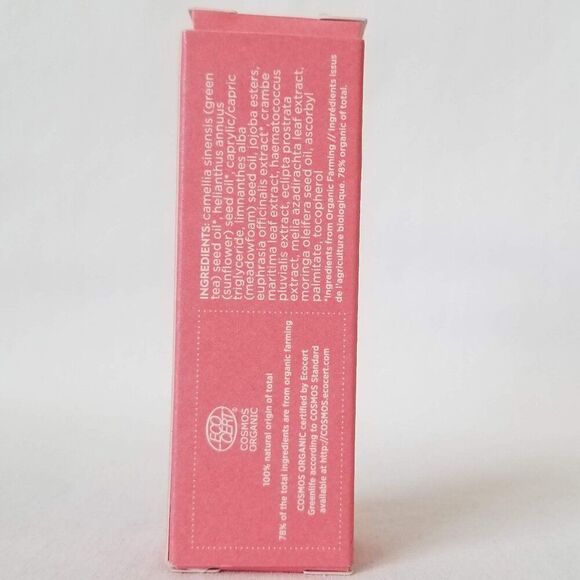 INGREDIENTS: camellia sinensis (green
tea) seed oil*, helianthus annuus
(sunflower) seed oil*, caprylic/capric
triglyceride, limnanthes alba
(meadowfoam) seed oil, jojoba esters,
euphrasia officinalis extract*, crambe
maritima leaf extract, haematococcus
pluvialis extract, eclipta prostrata
extract, melia azadirachta leaf extract,
moringa oleifera seed oil, ascorbyl
palmitate, tocopherol
*Ingredients from Organic Farming // Ingrédients issus
de l'agriculture biologique. 78% organic of total.
ECO
CERT®
COSMOS
ORGANIC
100% natural origin of total
78% of the total ingredients are from organic farming
COSMOS ORGANIC certified by Ecocert
Greenlife according to COSMOS Standard
available at http://COSMOS.ecocert.com